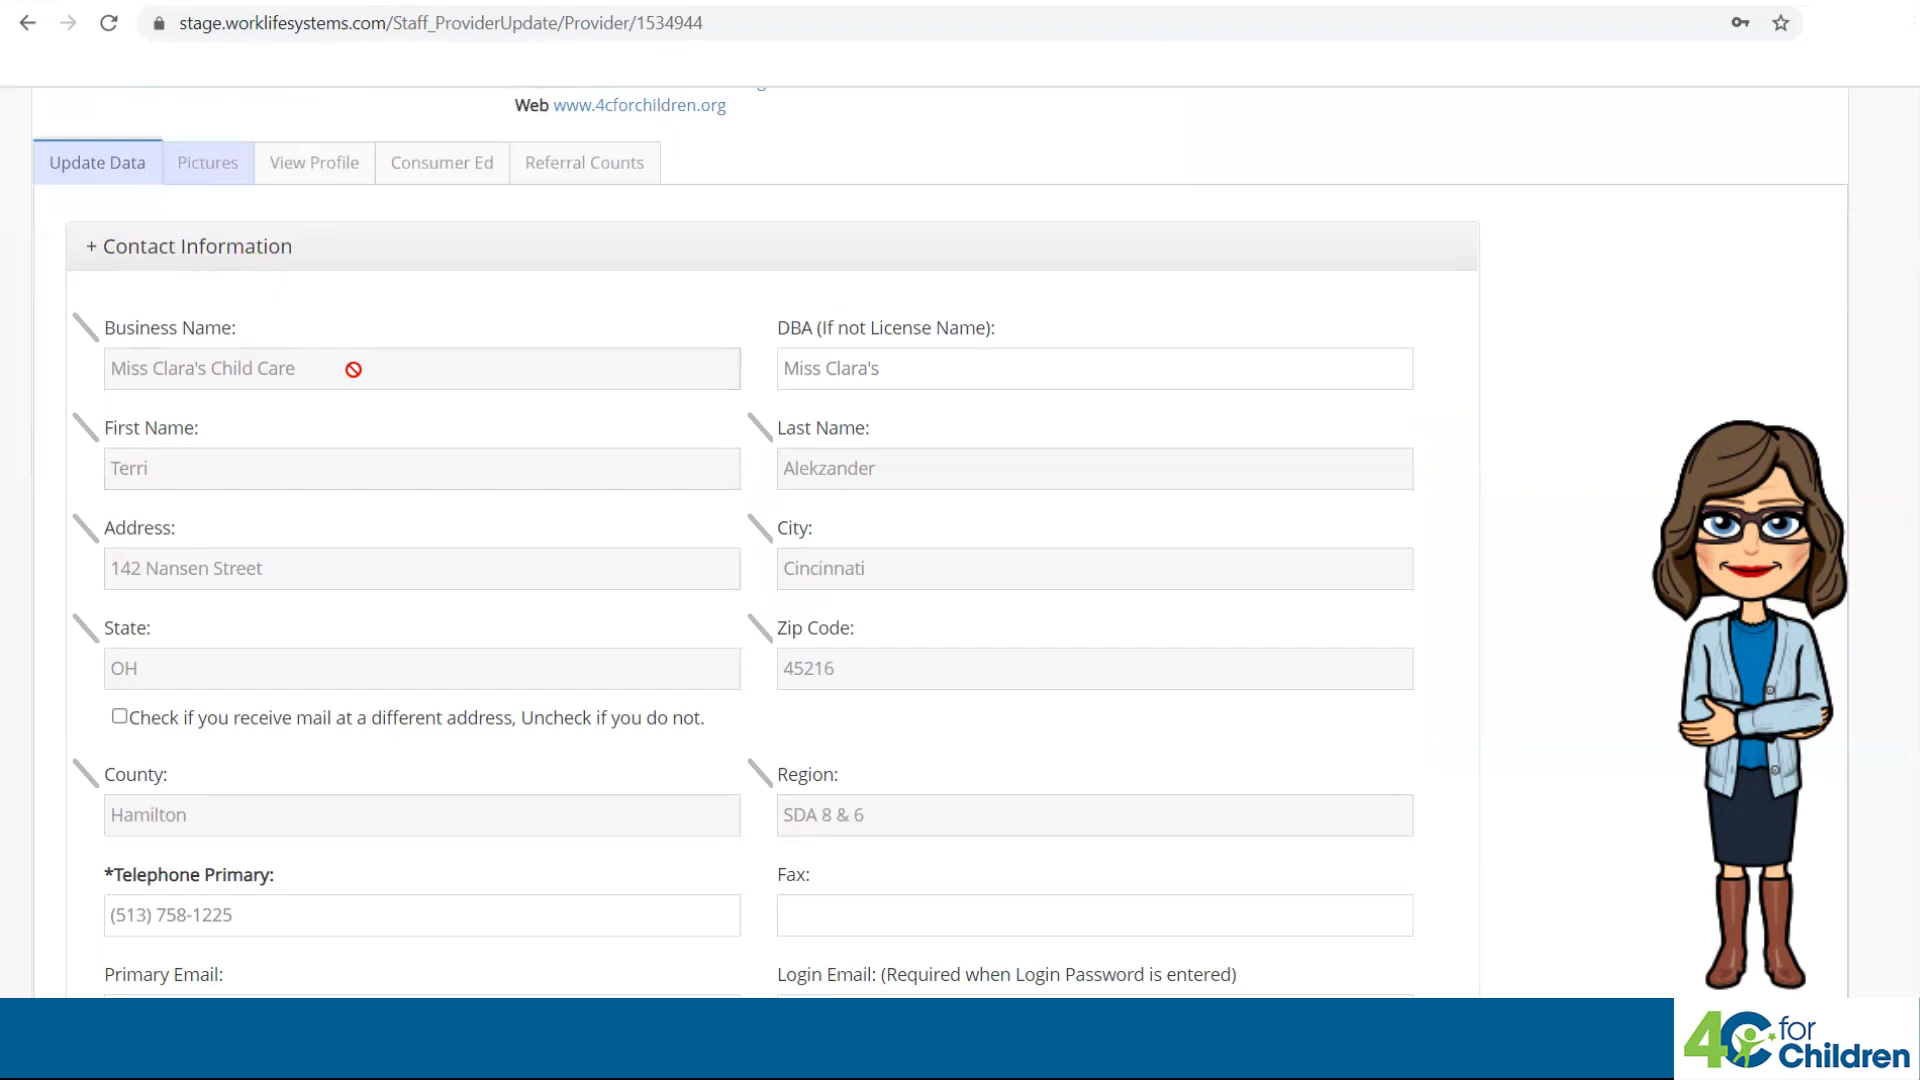 stage.worklifesystems.com/Staff_ProviderUpdate/Provider/1534944
Web www.4cforchildren.org
Update Data Pictures View Profile Consumer Ed Referral Counts
+ Contact Information
Business Name: DBA (If not License Name):
Miss Clara's Child Care Miss Clara's
First Name: Last Name:
Terri Alekzander
Address: City:
142 Nansen Street Cincinnati
State: Zip Code:
OH 45216
Check if you receive mail at a different address, Uncheck if you do not.
County: Region:
Hamilton SDA 8 & 6
*Telephone Primary: Fax:
(513) 758-1225
Primary Email: Login Email: (Required when Login Password is entered)
4C for Children